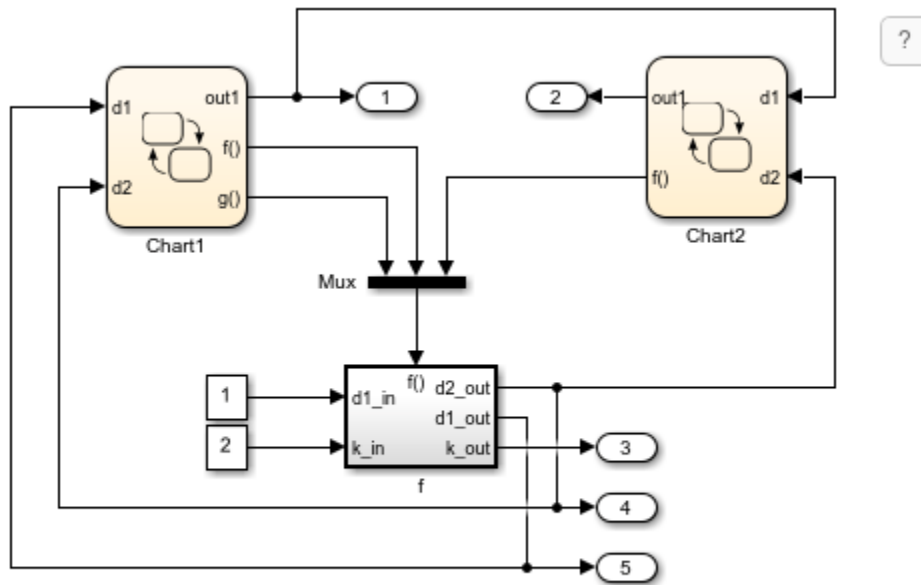 ?
d1
d2
out1
f()
g()
Chart1
1
2
out1
f()
d1
d2
Chart2
Mux
1
2
f()
d1_in
k_in
d2_out
d1_out
k_out
f
3
4
5